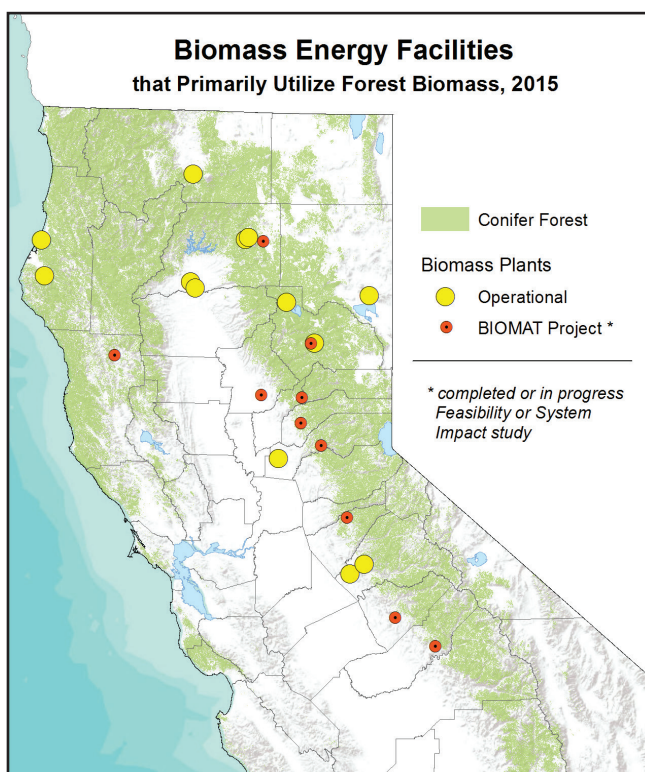 Biomass Energy Facilities
that Primarily Utilize Forest Biomass, 2015
Conifer Forest
Biomass Plants
Operational
BIOMAT Project *
* completed or in progress
Feasibility or System
Impact study